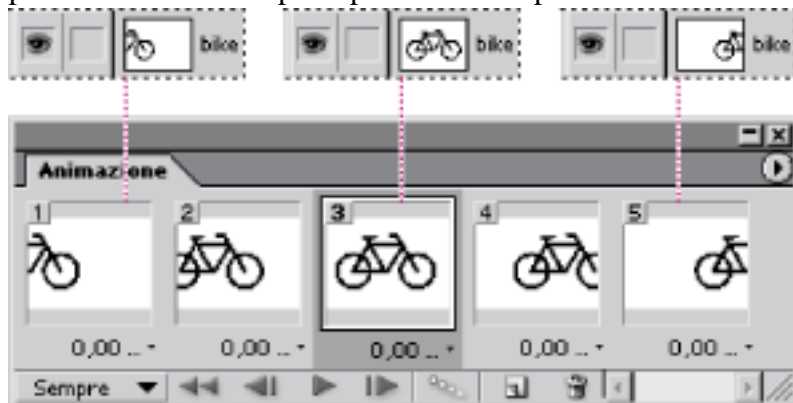 bike bike bike
Animazione
1 2 3 4 5
0,00 ... 0,00 ... 0,00 ... 0,00 ... 0,00 ...
Sempre